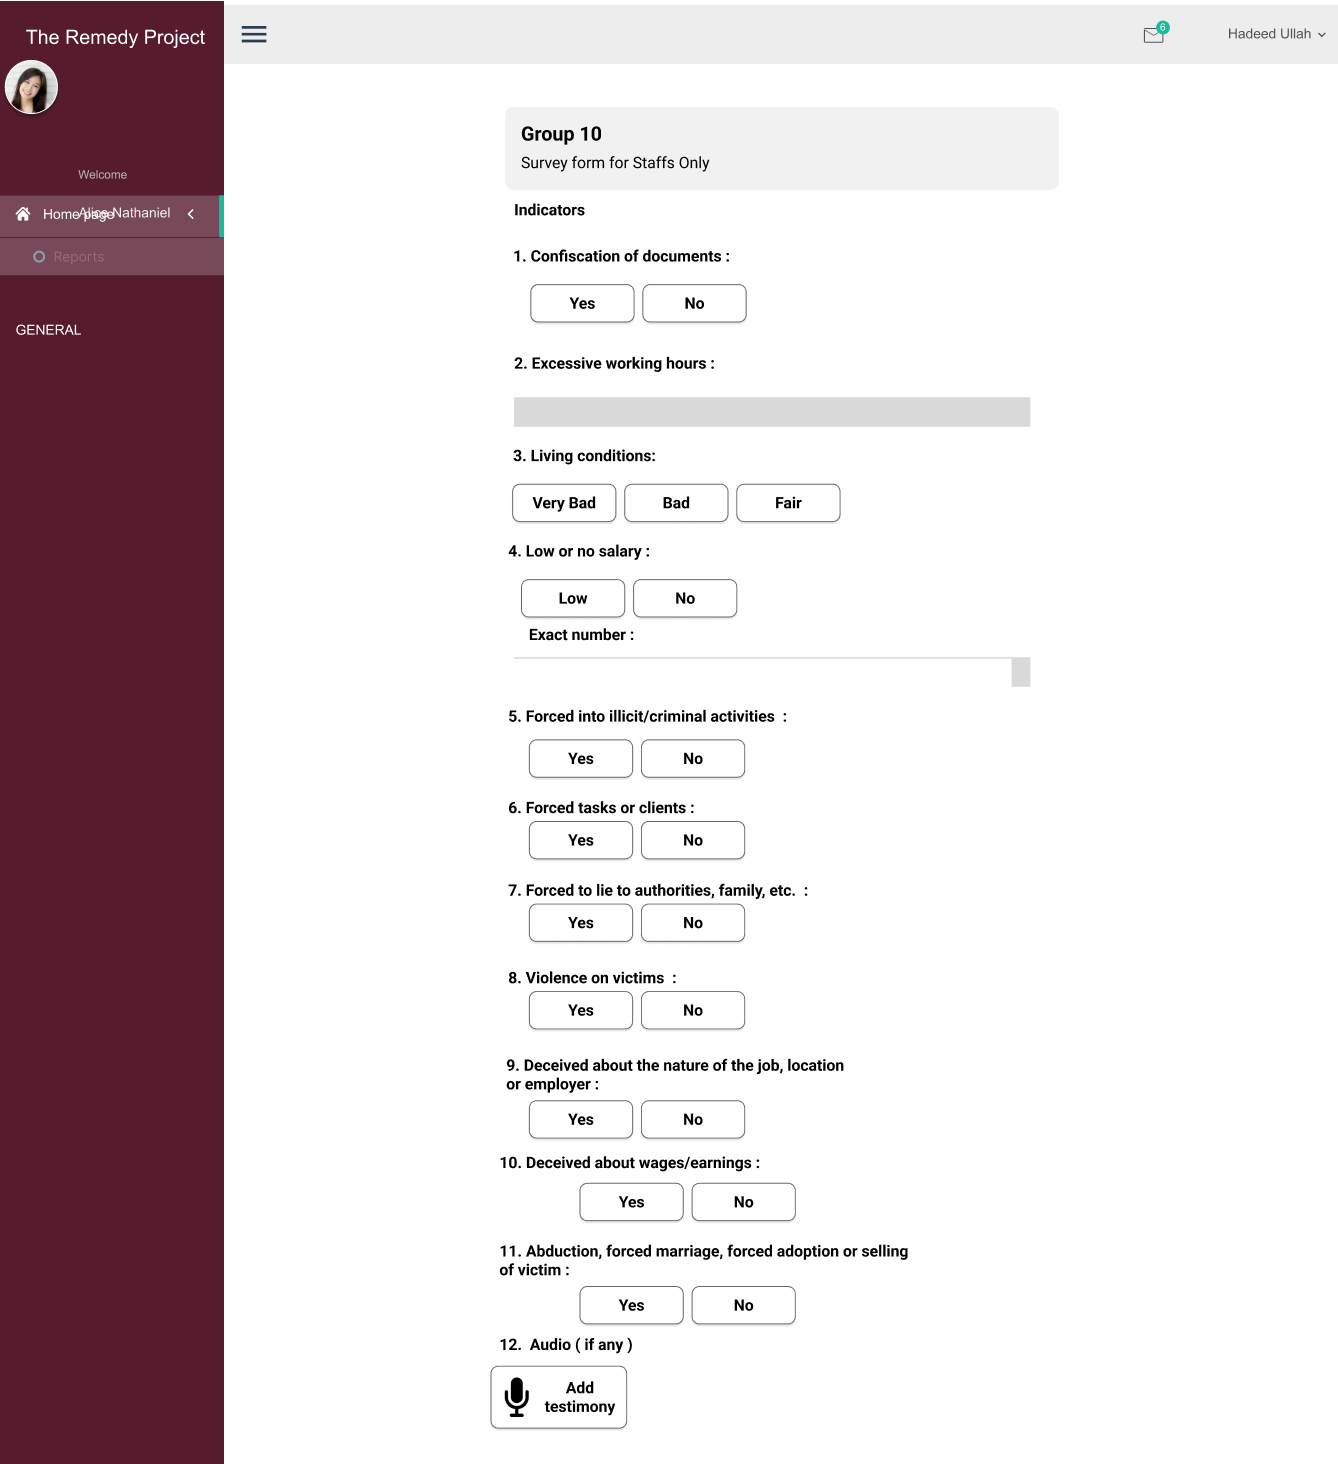 The Remedy Project
6
Hadeed Ullah
Welcome
Alice Nathaniel
Home page
Reports
GENERAL
Group 10
Survey form for Staffs Only
Indicators
1. Confiscation of documents :
Yes No
2. Excessive working hours :
3. Living conditions:
Very Bad Bad Fair
4. Low or no salary :
Low No
Exact number :
5. Forced into illicit/criminal activities  :
Yes No
6. Forced tasks or clients :
Yes No
7. Forced to lie to authorities, family, etc.  :
Yes No
8. Violence on victims  :
Yes No
9. Deceived about the nature of the job, location
or employer :
Yes No
10. Deceived about wages/earnings :
Yes No
11. Abduction, forced marriage, forced adoption or selling
of victim :
Yes No
12.  Audio ( if any )
Add
testimony